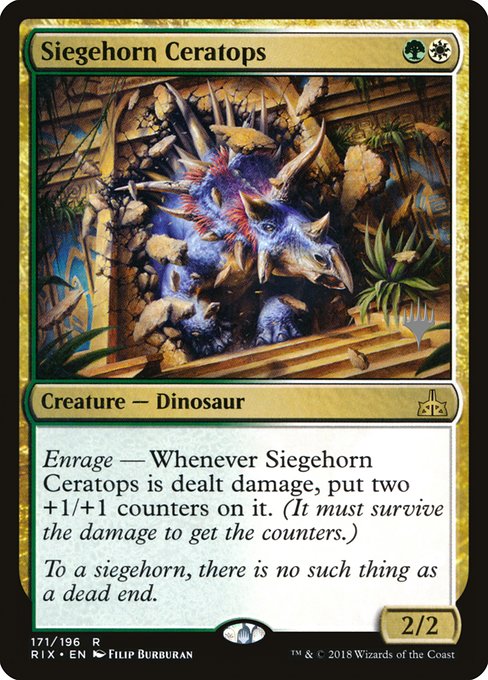 Siegehorn Ceratops
Creature — Dinosaur
Enrage — Whenever Siegehorn
Ceratops is dealt damage, put two
+1/+1 counters on it. (It must survive
the damage to get the counters.)
To a siegehorn, there is no such thing as
a dead end.
2/2
171/196 R
RIX • EN Filip Burburan
™ & © 2018 Wizards of the Coast